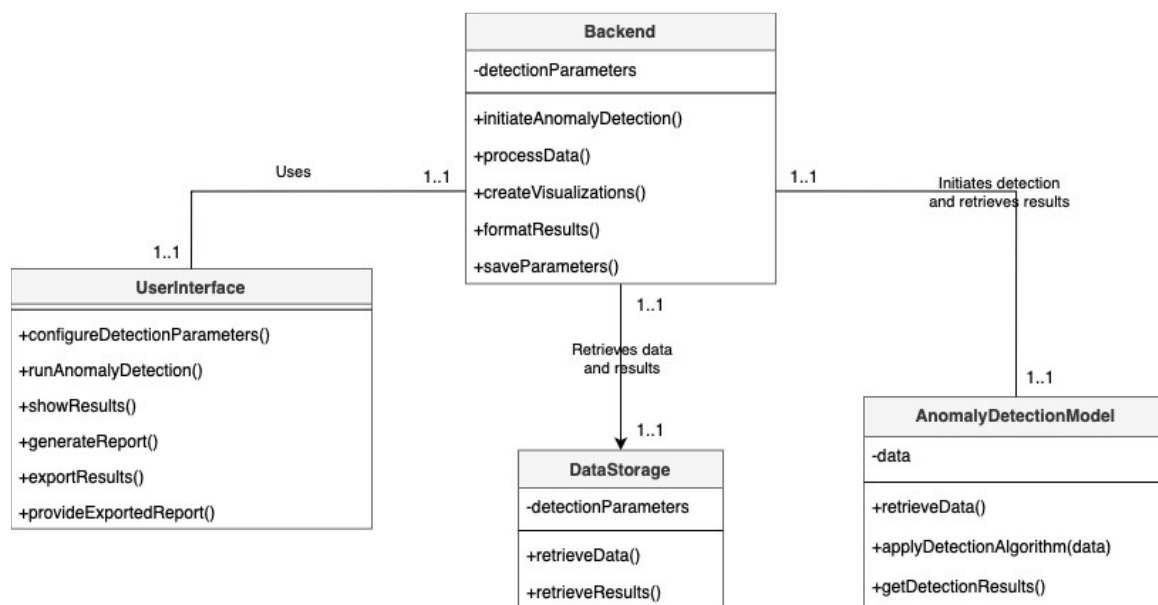 Backend
-detectionParameters
+initiateAnomalyDetection()
+processData()
+createVisualizations()
+formatResults()
+saveParameters()
Uses
1..1
1..1
1..1
Initiates detection
and retrieves results
1..1
UserInterface
+configureDetectionParameters()
+runAnomalyDetection()
+showResults()
+generateReport()
+exportResults()
+provideExportedReport()
1..1
Retrieves data
and results
1..1
DataStorage
-detectionParameters
+retrieveData()
+retrieveResults()
AnomalyDetectionModel
-data
+retrieveData()
+applyDetectionAlgorithm(data)
+getDetectionResults()